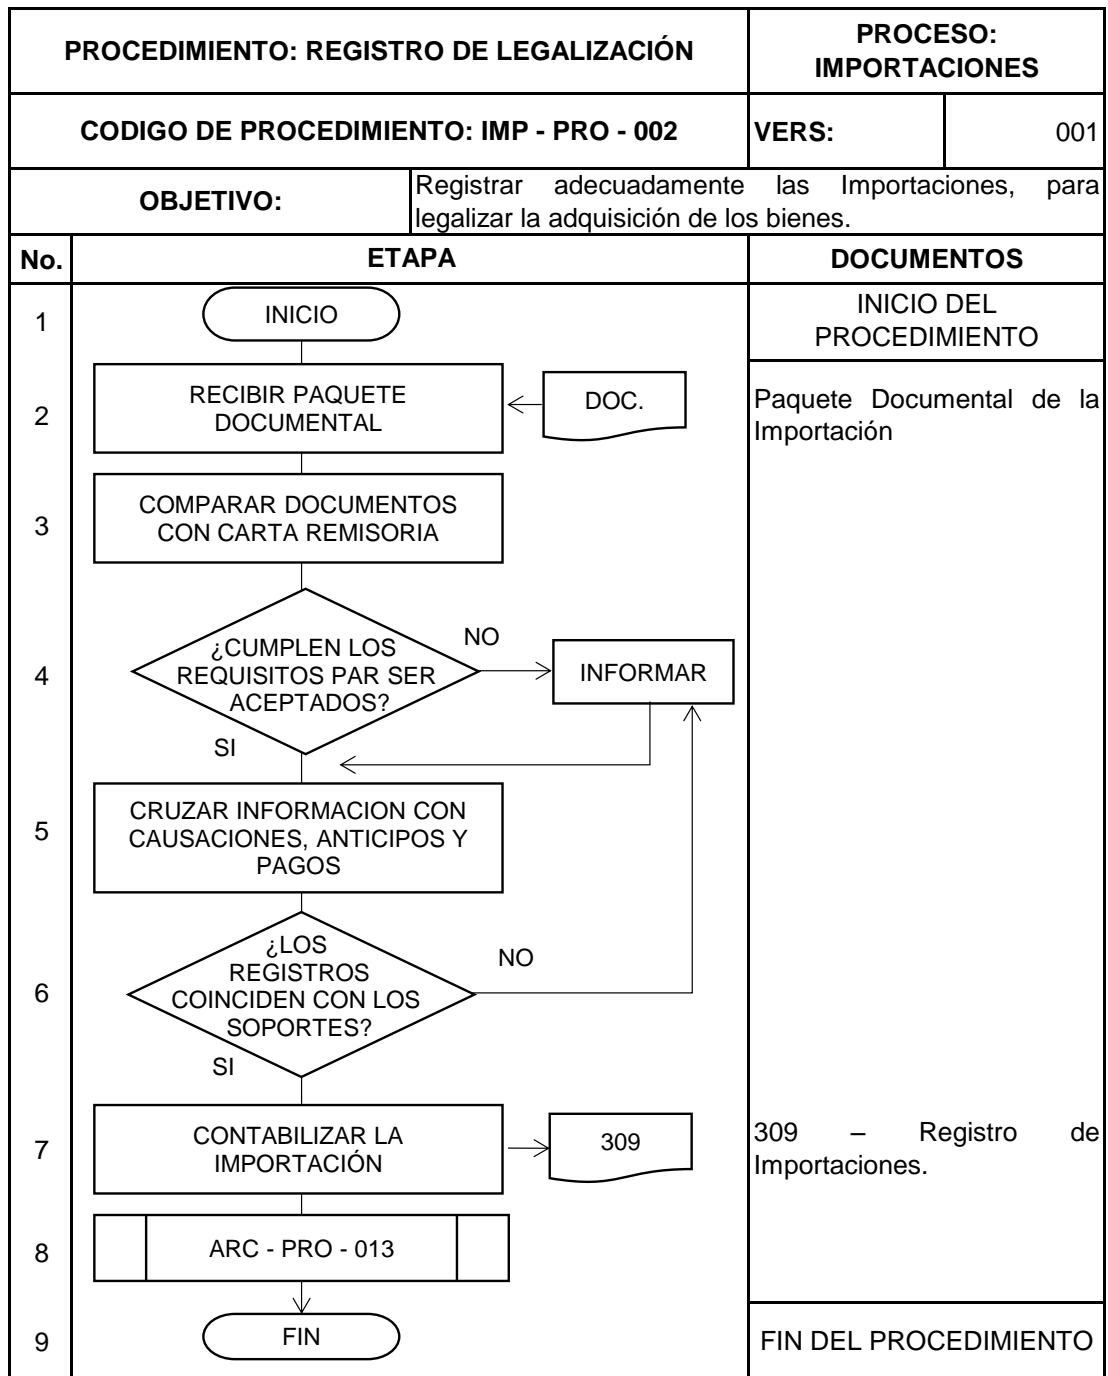 PROCEDIMIENTO: REGISTRO DE LEGALIZACIÓN
PROCESO:
IMPORTACIONES
CODIGO DE PROCEDIMIENTO: IMP - PRO - 002
VERS:
001
OBJETIVO:
Registrar adecuadamente las Importaciones, para
legalizar la adquisición de los bienes.
No.
ETAPA
DOCUMENTOS
1
INICIO
INICIO DEL
PROCEDIMIENTO
2
RECIBIR PAQUETE
DOCUMENTAL
DOC.
Paquete Documental de la
Importación
3
COMPARAR DOCUMENTOS
CON CARTA REMISORIA
4
¿CUMPLEN LOS
REQUISITOS PAR SER
ACEPTADOS?
NO
INFORMAR
SI
5
CRUZAR INFORMACION CON
CAUSACIONES, ANTICIPOS Y
PAGOS
6
¿LOS
REGISTROS
COINCIDEN CON LOS
SOPORTES?
NO
SI
7
CONTABILIZAR LA
IMPORTACIÓN
309
309 – Registro de
Importaciones.
8
ARC - PRO - 013
9
FIN
FIN DEL PROCEDIMIENTO